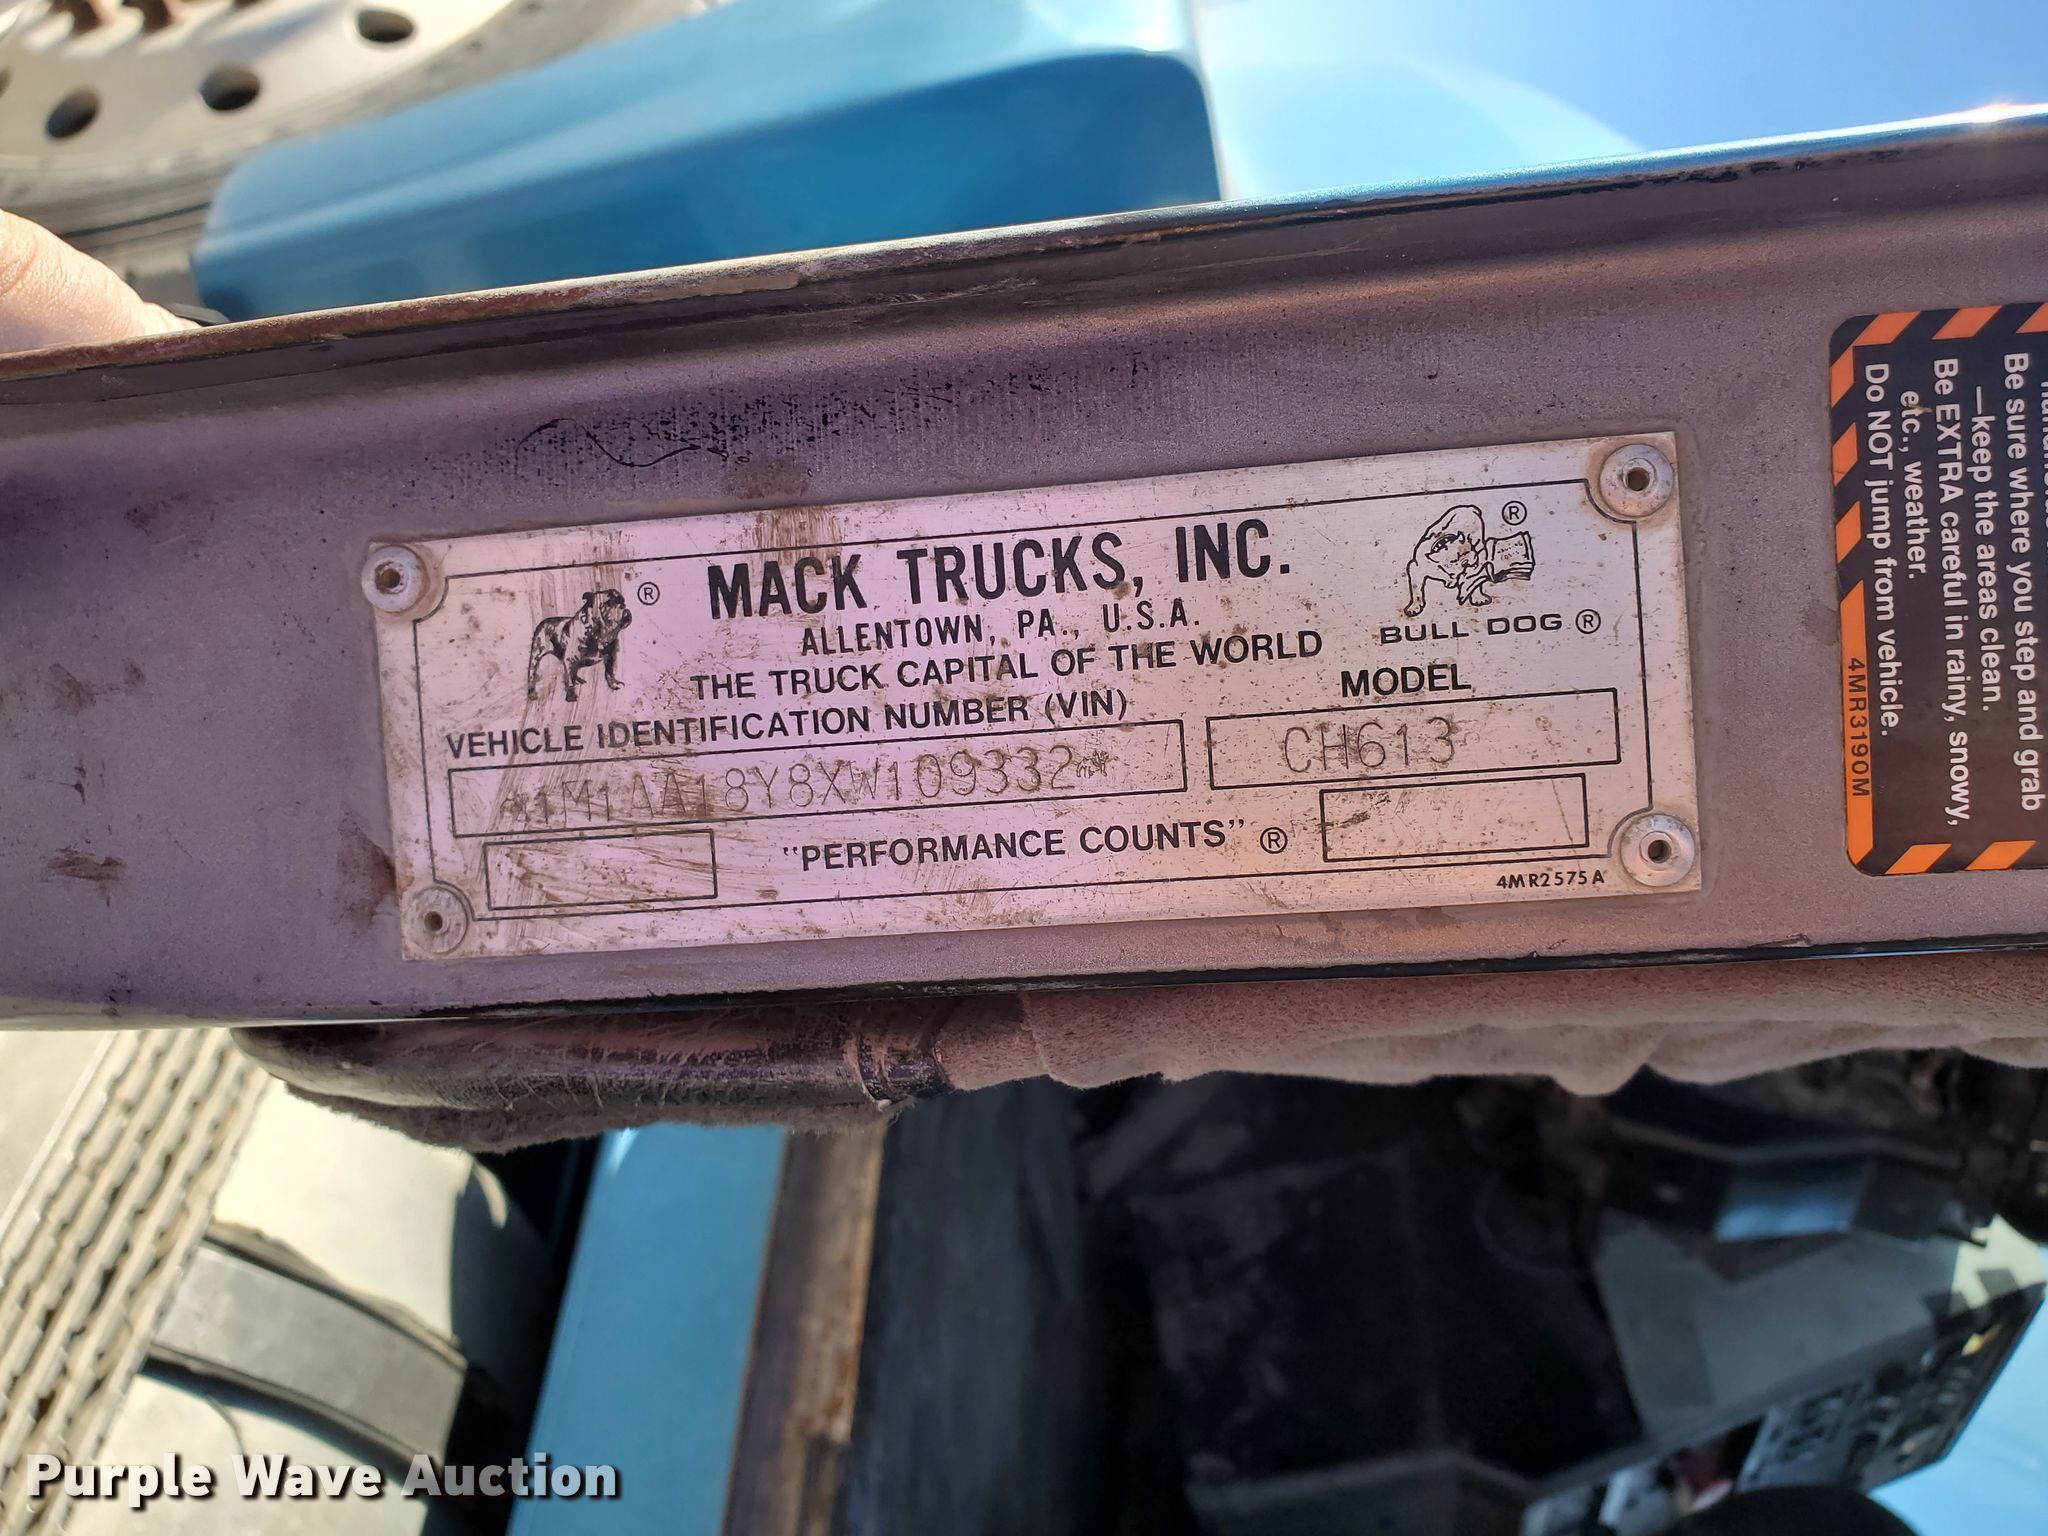 MACK TRUCKS, INC.
ALLENTOWN, PA., U.S.A.
THE TRUCK CAPITAL OF THE WORLD
®
®
BULL DOG ®
VEHICLE IDENTIFICATION NUMBER (VIN)
MODEL
1M1AA18Y8XW109332
CH613
"PERFORMANCE COUNTS" ®
4MR2575A
Be sure where you step and grab
—keep the areas clean.
Be EXTRA careful in rainy, snowy,
etc., weather.
Do NOT jump from vehicle.
4MR3190M
Purple Wave Auction